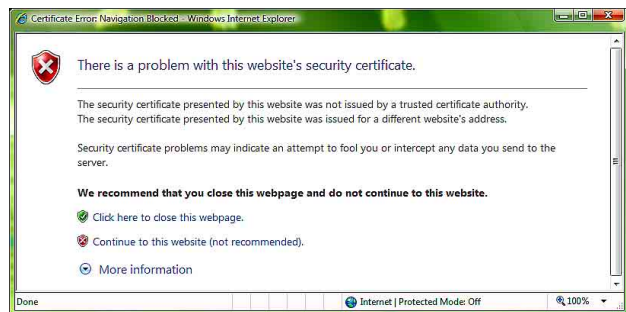 Certificate Error: Navigation Blocked - Windows Internet Explorer
There is a problem with this website's security certificate.
The security certificate presented by this website was not issued by a trusted certificate authority.
The security certificate presented by this website was issued for a different website's address.
Security certificate problems may indicate an attempt to fool you or intercept any data you send to the
server.
We recommend that you close this webpage and do not continue to this website.
Click here to close this webpage.
Continue to this website (not recommended).
More information
Done
Internet | Protected Mode: Off
100%